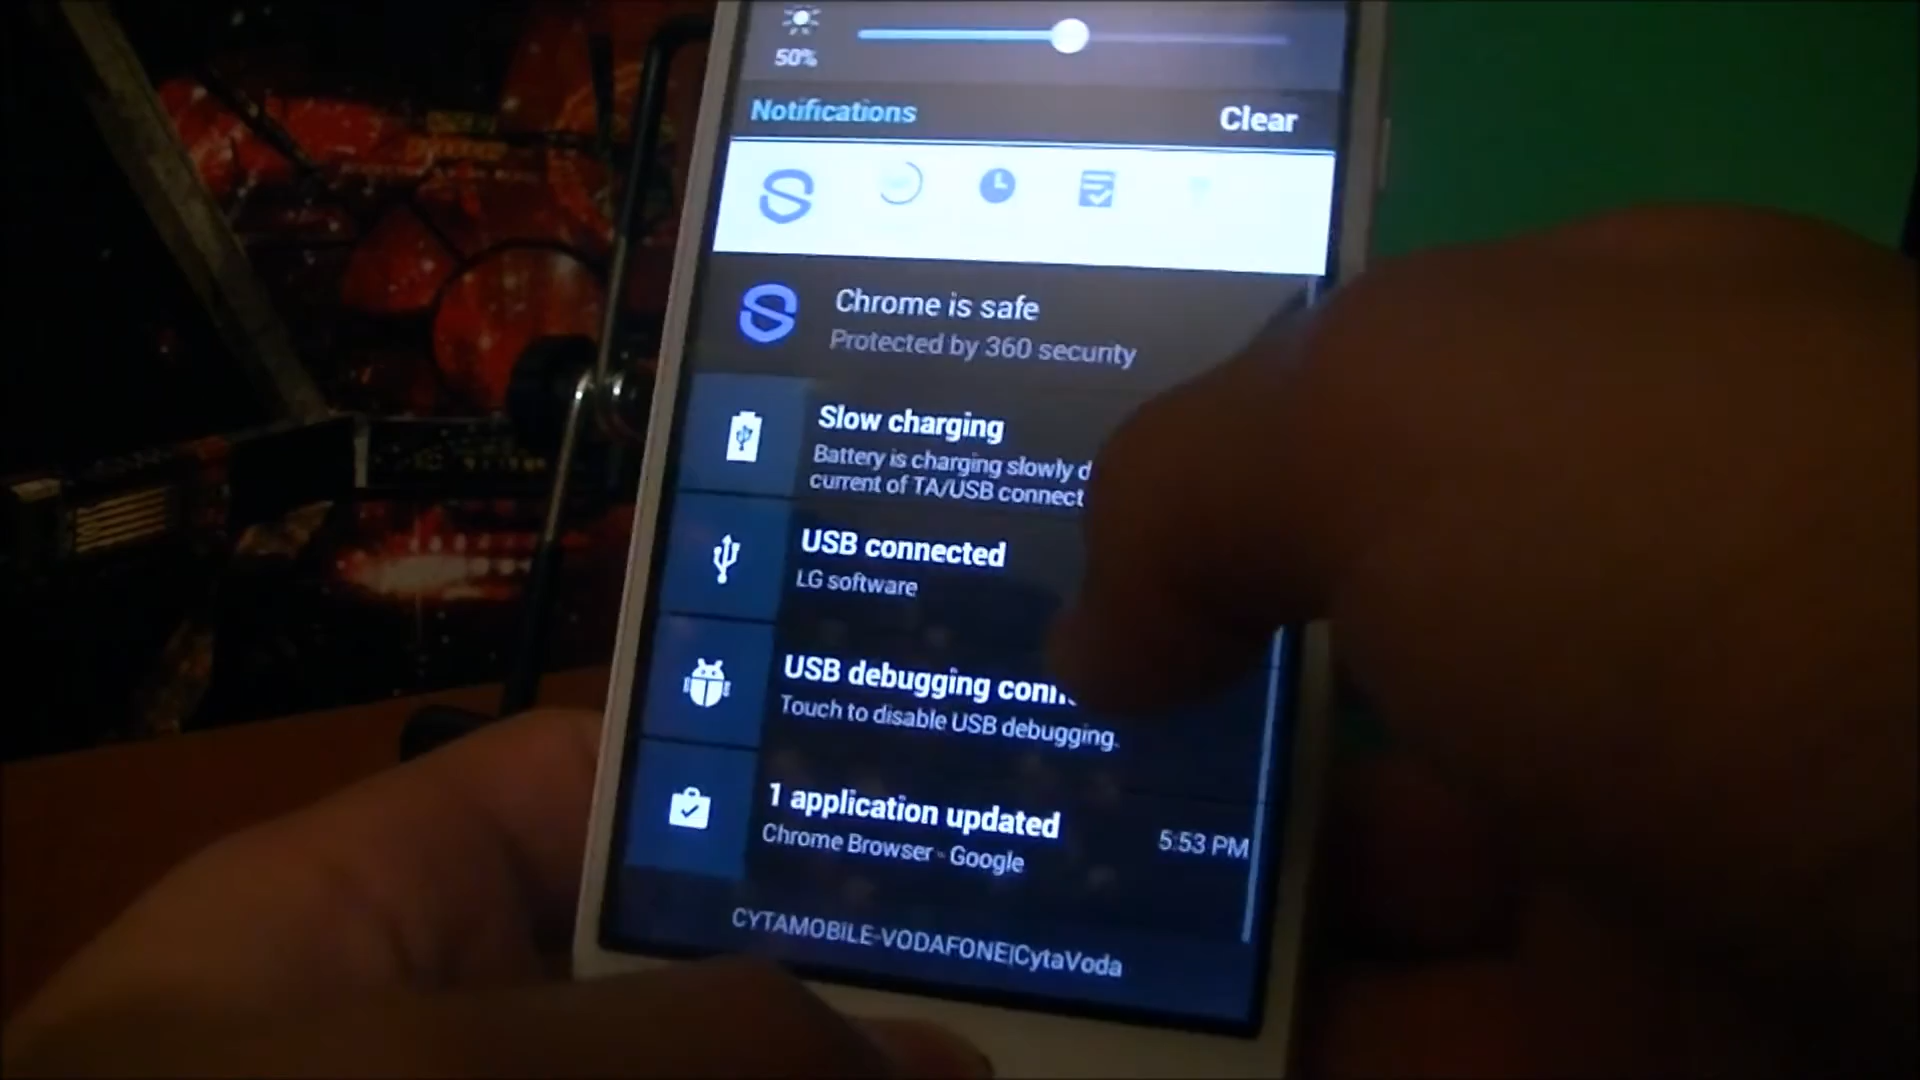 50%
Notifications
Clear
Chrome is safe
Protected by 360 security
Slow charging
Battery is charging slowly
current of TA/USB connect
USB connected
LG software
USB debugging
Touch to disable USB debugging.
1 application updated
5:53 PM
Chrome Browser - Google
CYTAMOBILE-VODAFONE|CytaVoda